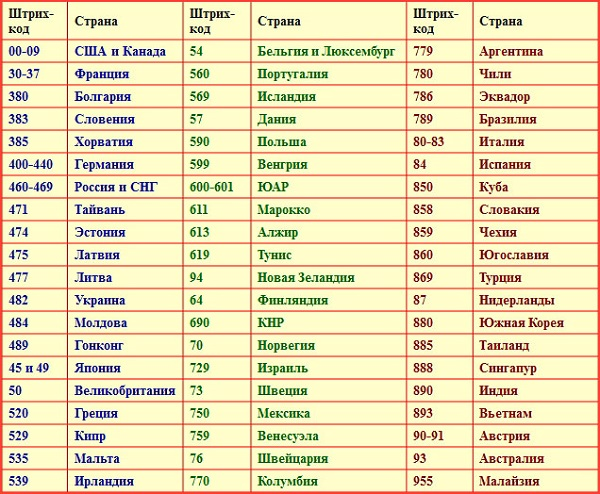 Штрих-код Страна Штрих-код Страна Штрих-код Страна
00-09 США и Канада 54 Бельгия и Люксембург 779 Аргентина
30-37 Франция 560 Португалия 780 Чили
380 Болгария 569 Исландия 786 Эквадор
383 Словения 57 Дания 789 Бразилия
385 Хорватия 590 Польша 80-83 Италия
400-440 Германия 599 Венгрия 84 Испания
460-469 Россия и СНГ 600-601 ЮАР 850 Куба
471 Тайвань 611 Марокко 858 Словакия
474 Эстония 613 Алжир 859 Чехия
475 Латвия 619 Тунис 860 Югославия
477 Литва 94 Новая Зеландия 869 Турция
482 Украина 64 Финляндия 87 Нидерланды
484 Молдова 690 КНР 880 Южная Корея
489 Гонконг 70 Норвегия 885 Таиланд
45 и 49 Япония 729 Израиль 888 Сингапур
50 Великобритания 73 Швеция 890 Индия
520 Греция 750 Мексика 893 Вьетнам
529 Кипр 759 Венесуэла 90-91 Австрия
535 Мальта 76 Швейцария 93 Австралия
539 Ирландия 770 Колумбия 955 Малайзия